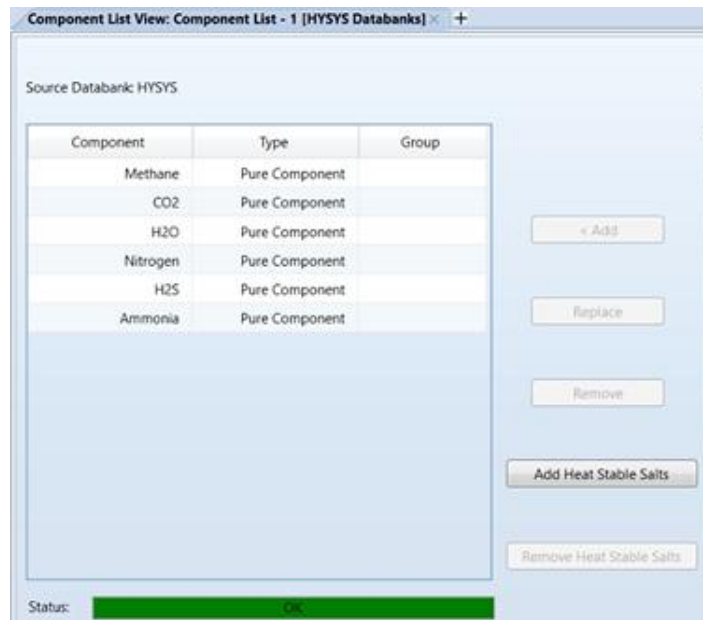 Component List View: Component List - 1 [HYSYS Databanks] × +
Source Databank: HYSYS
Component Type Group
Methane Pure Component
CO2 Pure Component
H2O Pure Component
Nitrogen Pure Component
H2S Pure Component
Ammonia Pure Component
< Add
Replace
Remove
Add Heat Stable Salts
Remove Heat Stable Salts
Status: OK